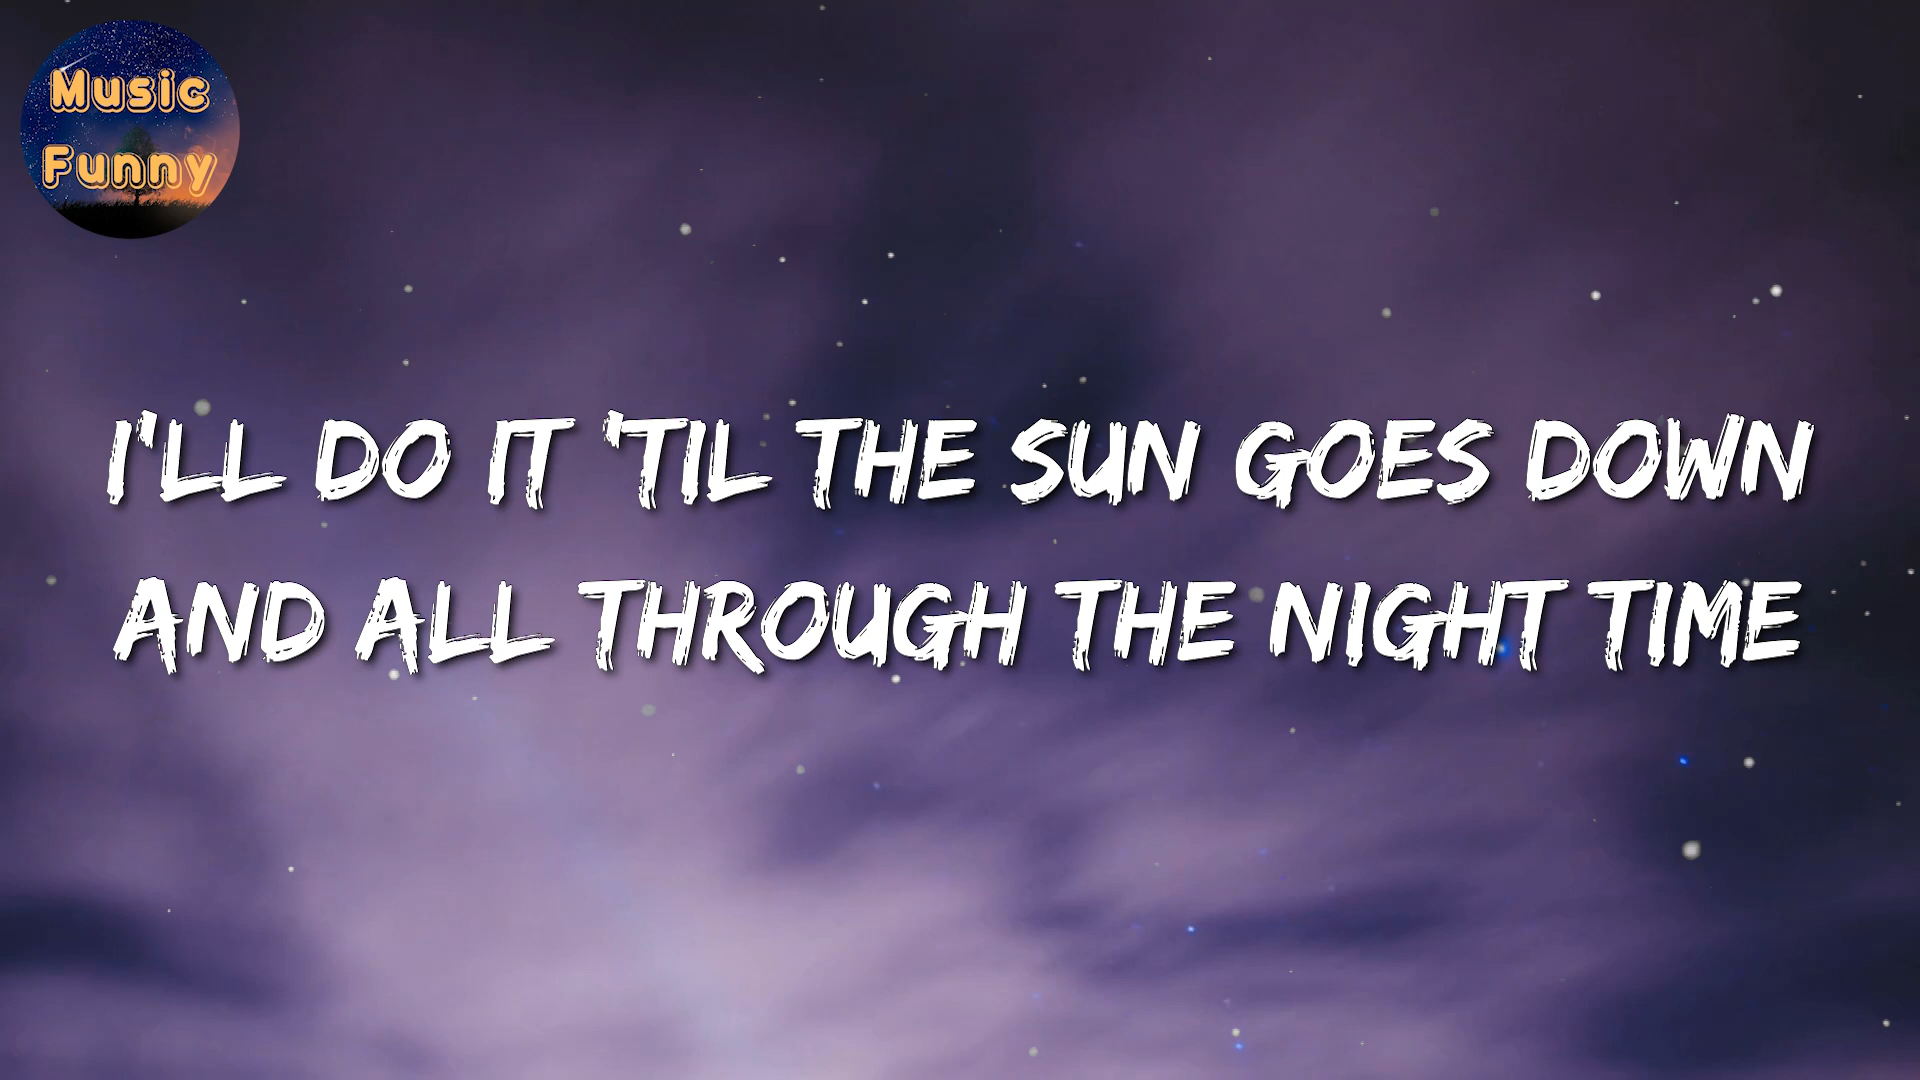 Music
Funny
I'LL DO IT 'TIL THE SUN GOES DOWN
AND ALL THROUGH THE NIGHT TIME